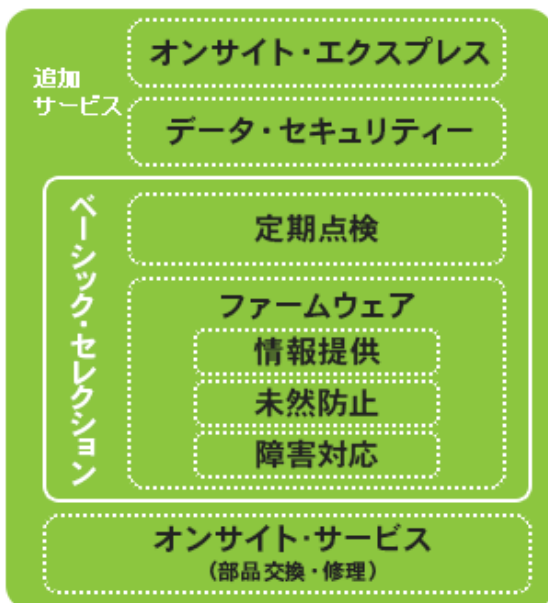 オンサイト・エクスプレス
追加
サービス
データ・セキュリティー
ベーシック・セレクション
定期点検
ファームウェア
情報提供
未然防止
障害対応
オンサイト・サービス
(部品交換・修理)